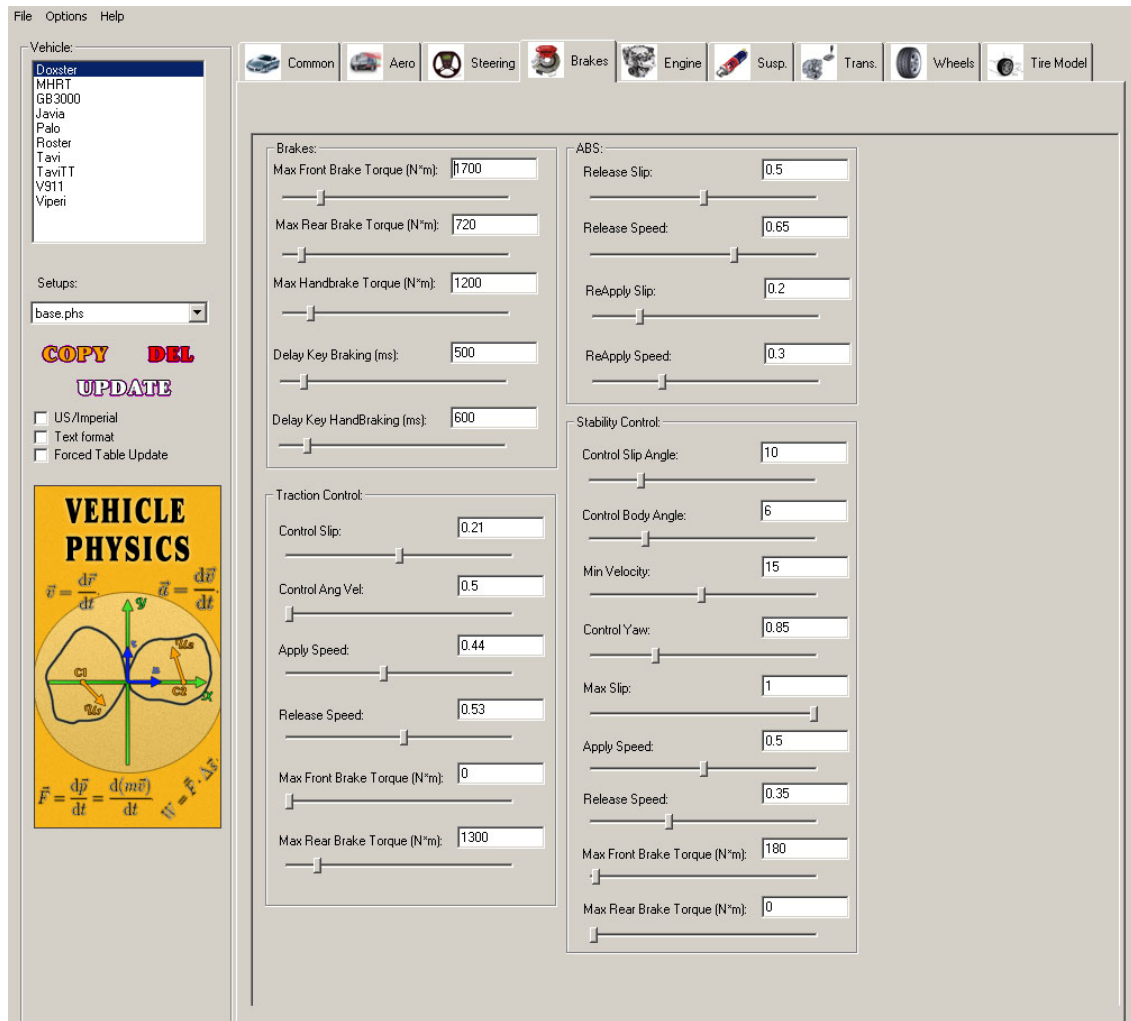 File Options Help
Vehicle:
Doxster
MHRT
GB3000
Javia
Palo
Roster
Tavi
TaviTT
V911
Viperi
Setups:
base.phs
COPY DEL
UPDATE
US/Imperial
Text format
Forced Table Update
VEHICLE
PHYSICS
Common Aero Steering Brakes Engine Susp. Trans. Wheels Tire Model
Brakes:
Max Front Brake Torque (N*m): 1700
Max Rear Brake Torque (N*m): 720
Max Handbrake Torque (N*m): 1200
Delay Key Braking (ms): 500
Delay Key HandBraking (ms): 600
Traction Control:
Control Slip: 0.21
Control Ang Vel: 0.5
Apply Speed: 0.44
Release Speed: 0.53
Max Front Brake Torque (N*m): 0
Max Rear Brake Torque (N*m): 1300
ABS:
Release Slip: 0.5
Release Speed: 0.65
ReApply Slip: 0.2
ReApply Speed: 0.3
Stability Control:
Control Slip Angle: 10
Control Body Angle: 6
Min Velocity: 15
Control Yaw: 0.85
Max Slip: 1
Apply Speed: 0.5
Release Speed: 0.35
Max Front Brake Torque (N*m): 180
Max Rear Brake Torque (N*m): 0